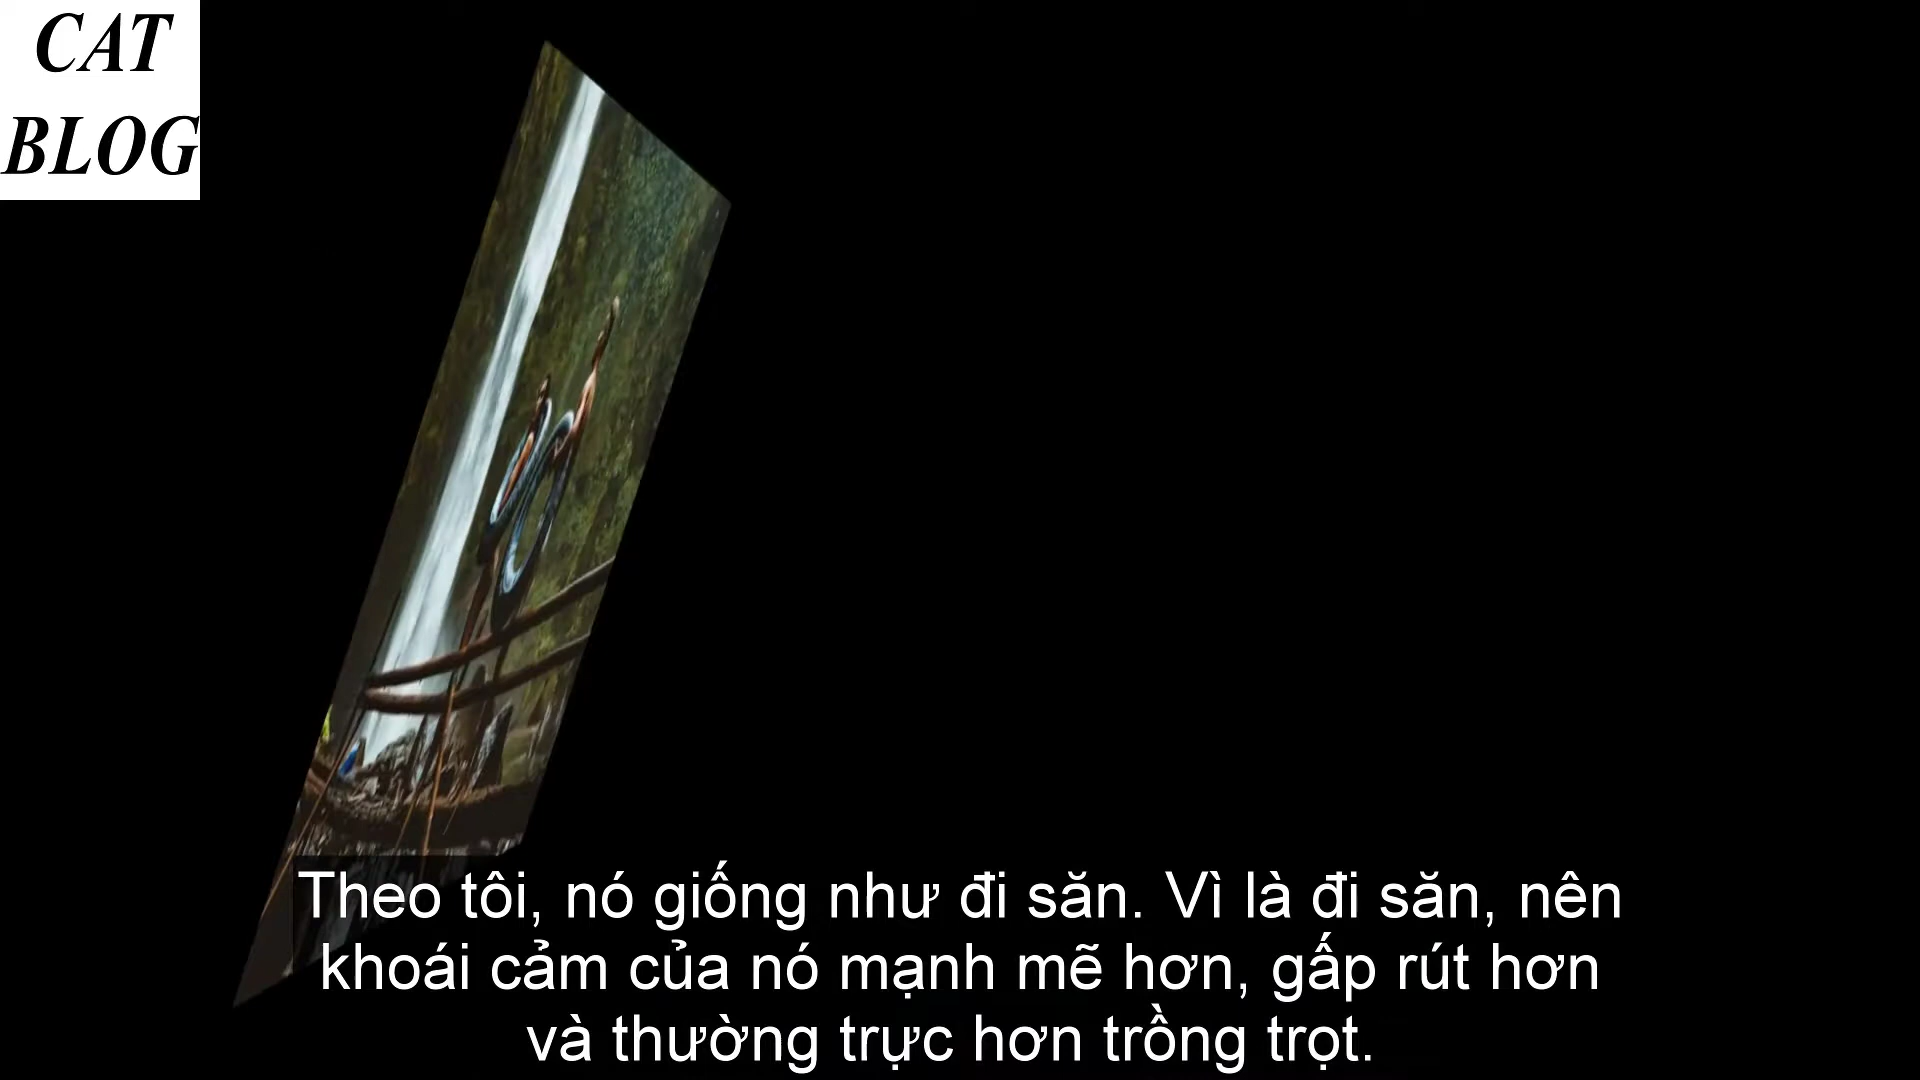 CAT
BLOG
Theo tôi, nó giống như đi săn. Vì là đi săn, nên
khoái cảm của nó mạnh mẽ hơn, gấp rút hơn
và thường trực hơn trồng trọt.